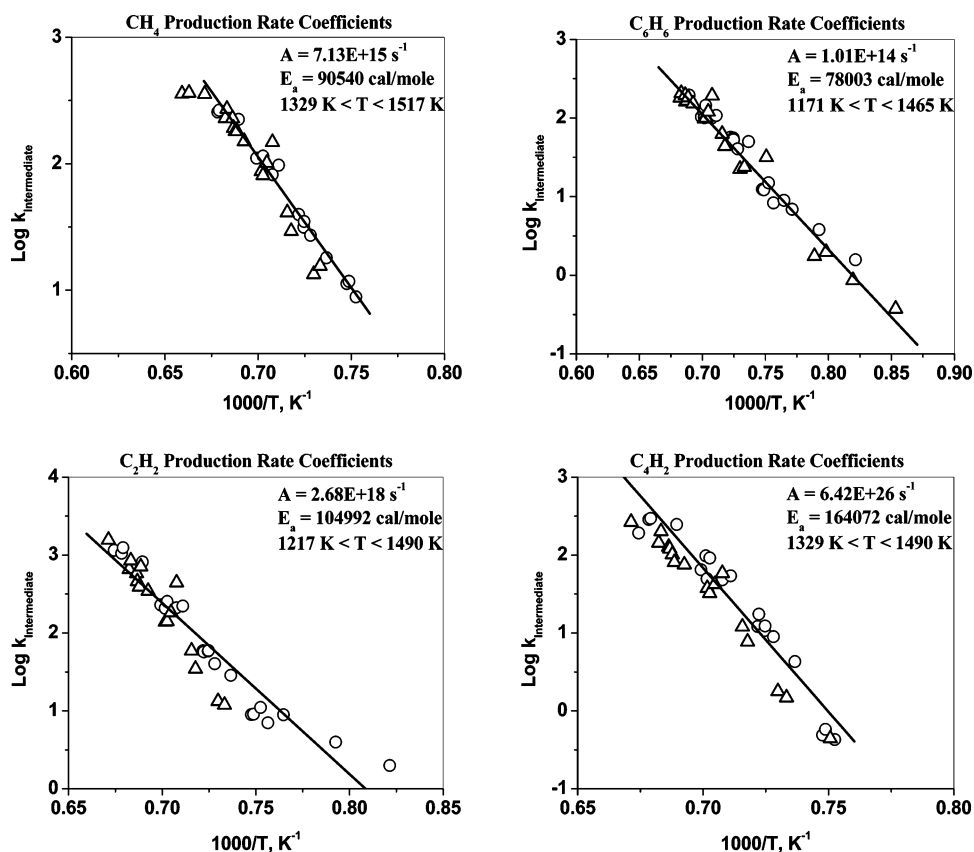 CH4 Production Rate Coefficients
A = 7.13E+15 s-1
Ea = 90540 cal/mole
1329 K < T < 1517 K
3
2
1
Log kIntermediate
0.60 0.65 0.70 0.75 0.80
1000/T, K-1
C6H6 Production Rate Coefficients
A = 1.01E+14 s-1
Ea = 78003 cal/mole
1171 K < T < 1465 K
3
2
1
0
-1
Log kIntermediate
0.60 0.65 0.70 0.75 0.80 0.85 0.90
1000/T, K-1
C2H2 Production Rate Coefficients
A = 2.68E+18 s-1
Ea = 104992 cal/mole
1217 K < T < 1490 K
4
3
2
1
0
Log kIntermediate
0.65 0.70 0.75 0.80 0.85
1000/T, K-1
C4H2 Production Rate Coefficients
A = 6.42E+26 s-1
Ea = 164072 cal/mole
1329 K < T < 1490 K
3
2
1
0
-1
Log kIntermediate
0.65 0.70 0.75 0.80
1000/T, K-1